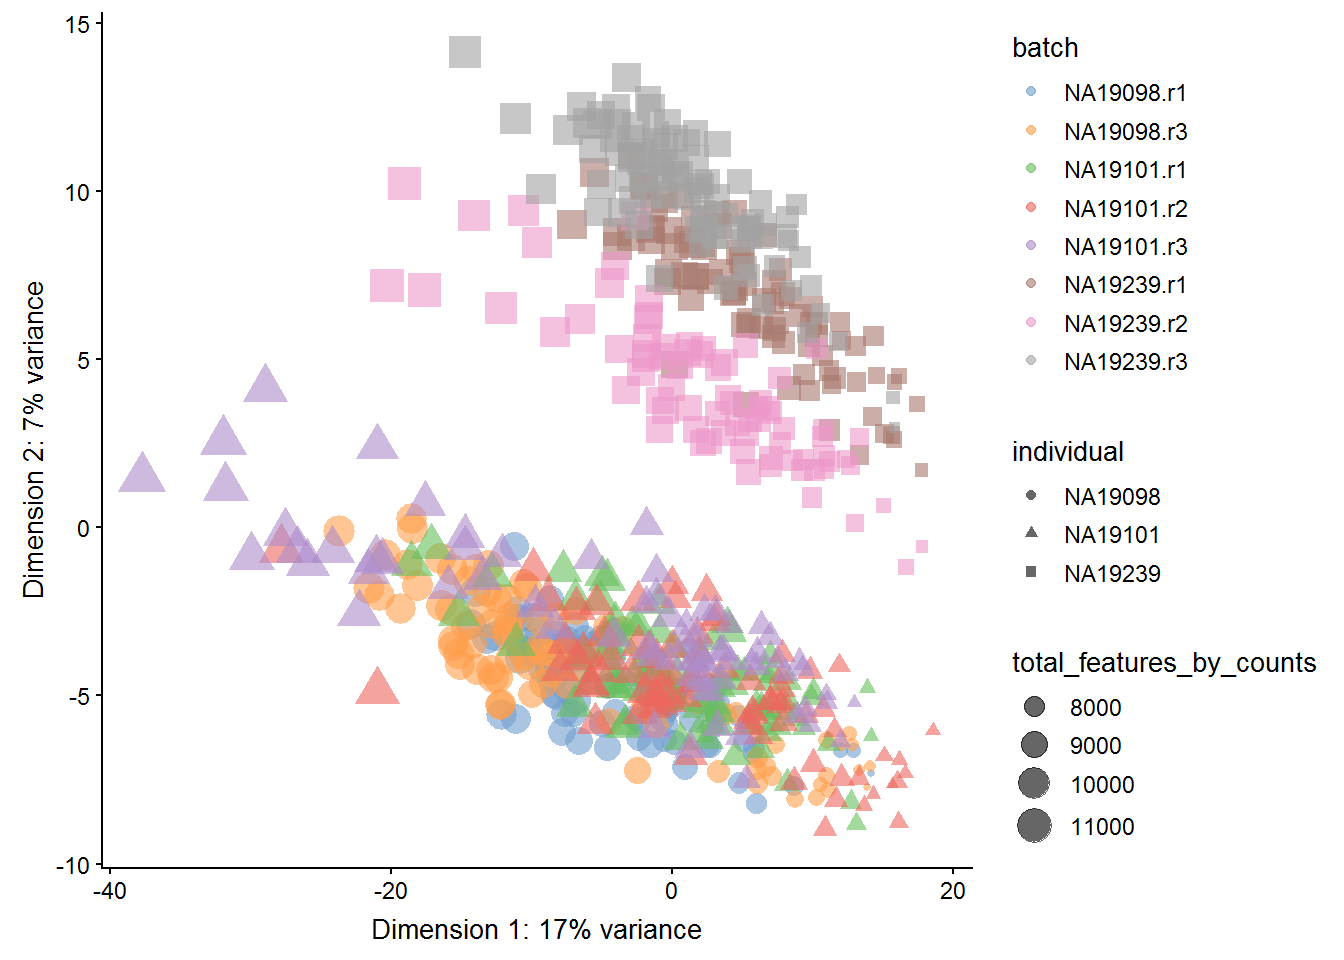 15
10
5
0
-5
-10
Dimension 2: 7% variance
-40
-20
0
20
Dimension 1: 17% variance
batch
NA19098.r1
NA19098.r3
NA19101.r1
NA19101.r2
NA19101.r3
NA19239.r1
NA19239.r2
NA19239.r3
individual
NA19098
NA19101
NA19239
total_features_by_counts
8000
9000
10000
11000